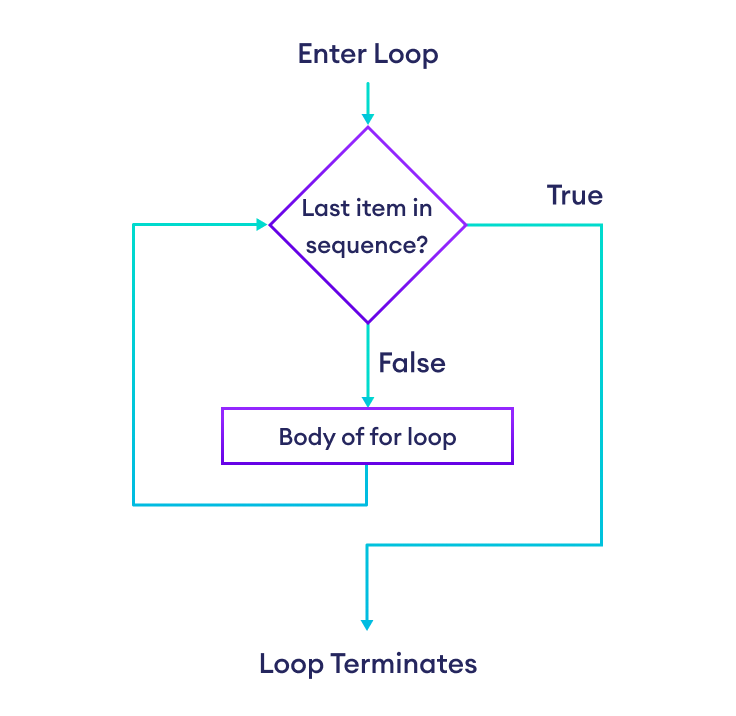 Enter Loop
Last item in
sequence?
True
False
Body of for loop
Loop Terminates